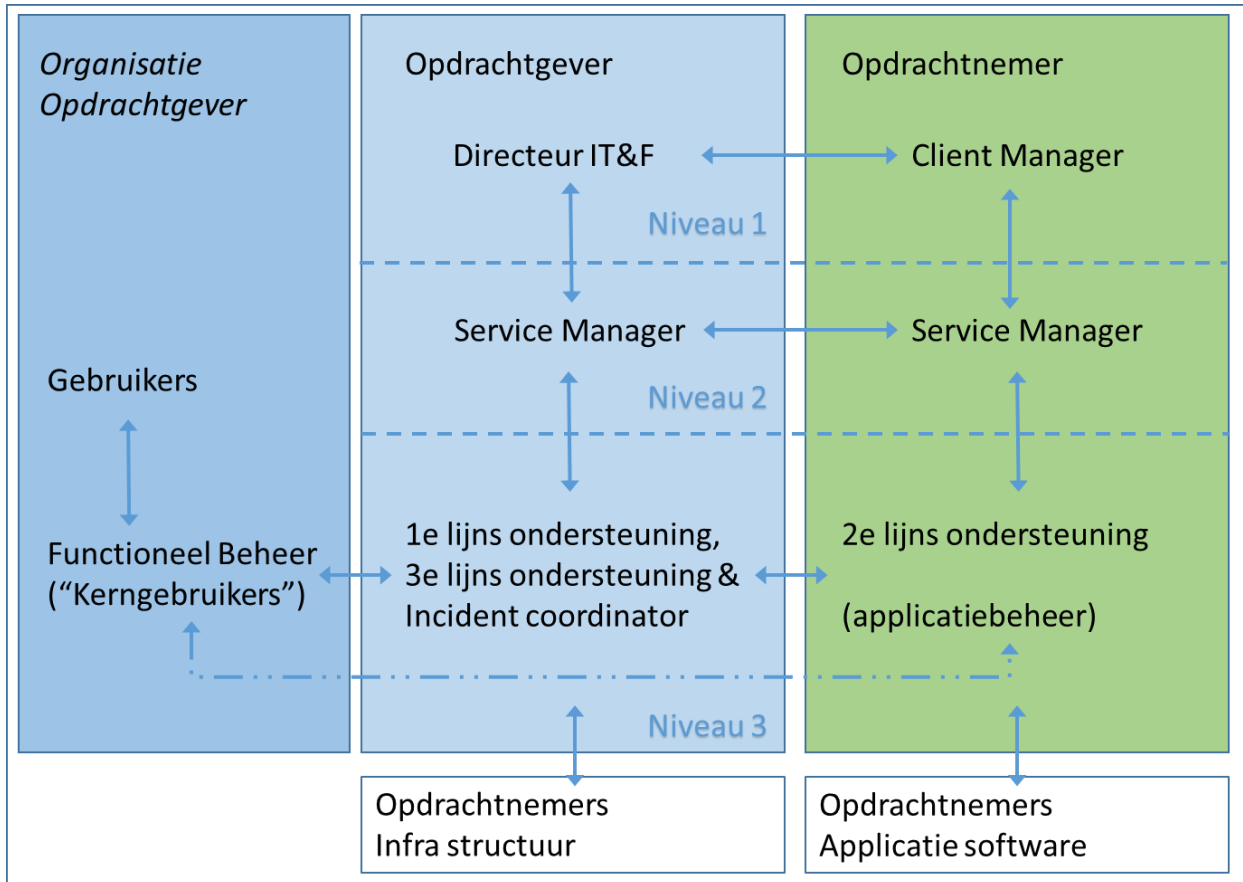 Organisatie
Opdrachtgever
Gebruikers
Functioneel Beheer
(“Kerngebruikers”)
Opdrachtgever
Directeur IT&F
Niveau 1
Service Manager
Niveau 2
1e lijns ondersteuning,
3e lijns ondersteuning &
Incident coordinator
Niveau 3
Opdrachtnemer
Client Manager
Service Manager
2e lijns ondersteuning
(applicatiebeheer)
Opdrachtnemers
Infra structuur
Opdrachtnemers
Applicatie software